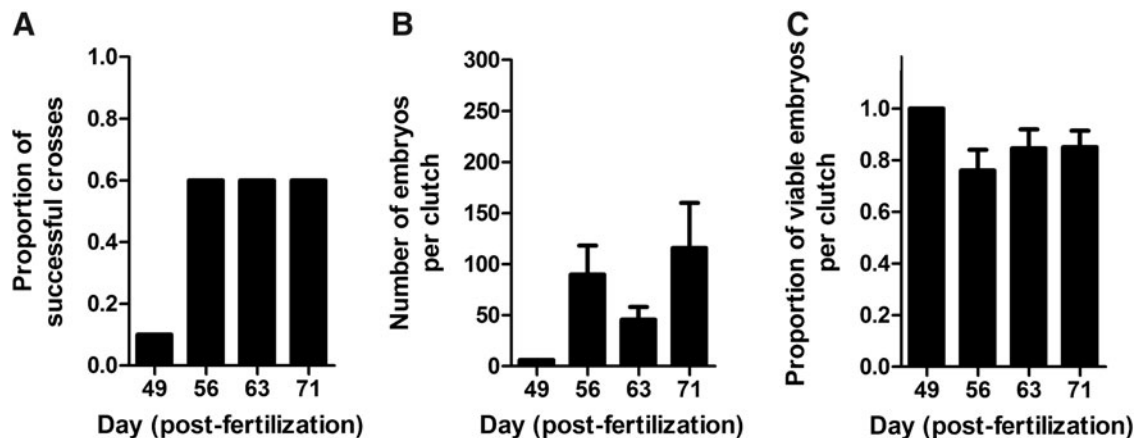 A
Proportion of
successful crosses
1.0
0.8
0.6
0.4
0.2
0.0
49 56 63 71
Day (post-fertilization)
B
Number of embryos
per clutch
300
250
200
150
100
50
0
49 56 63 71
Day (post-fertilization)
C
Proportion of viable embryos
per clutch
1.0
0.8
0.6
0.4
0.2
0.0
49 56 63 71
Day (post-fertilization)